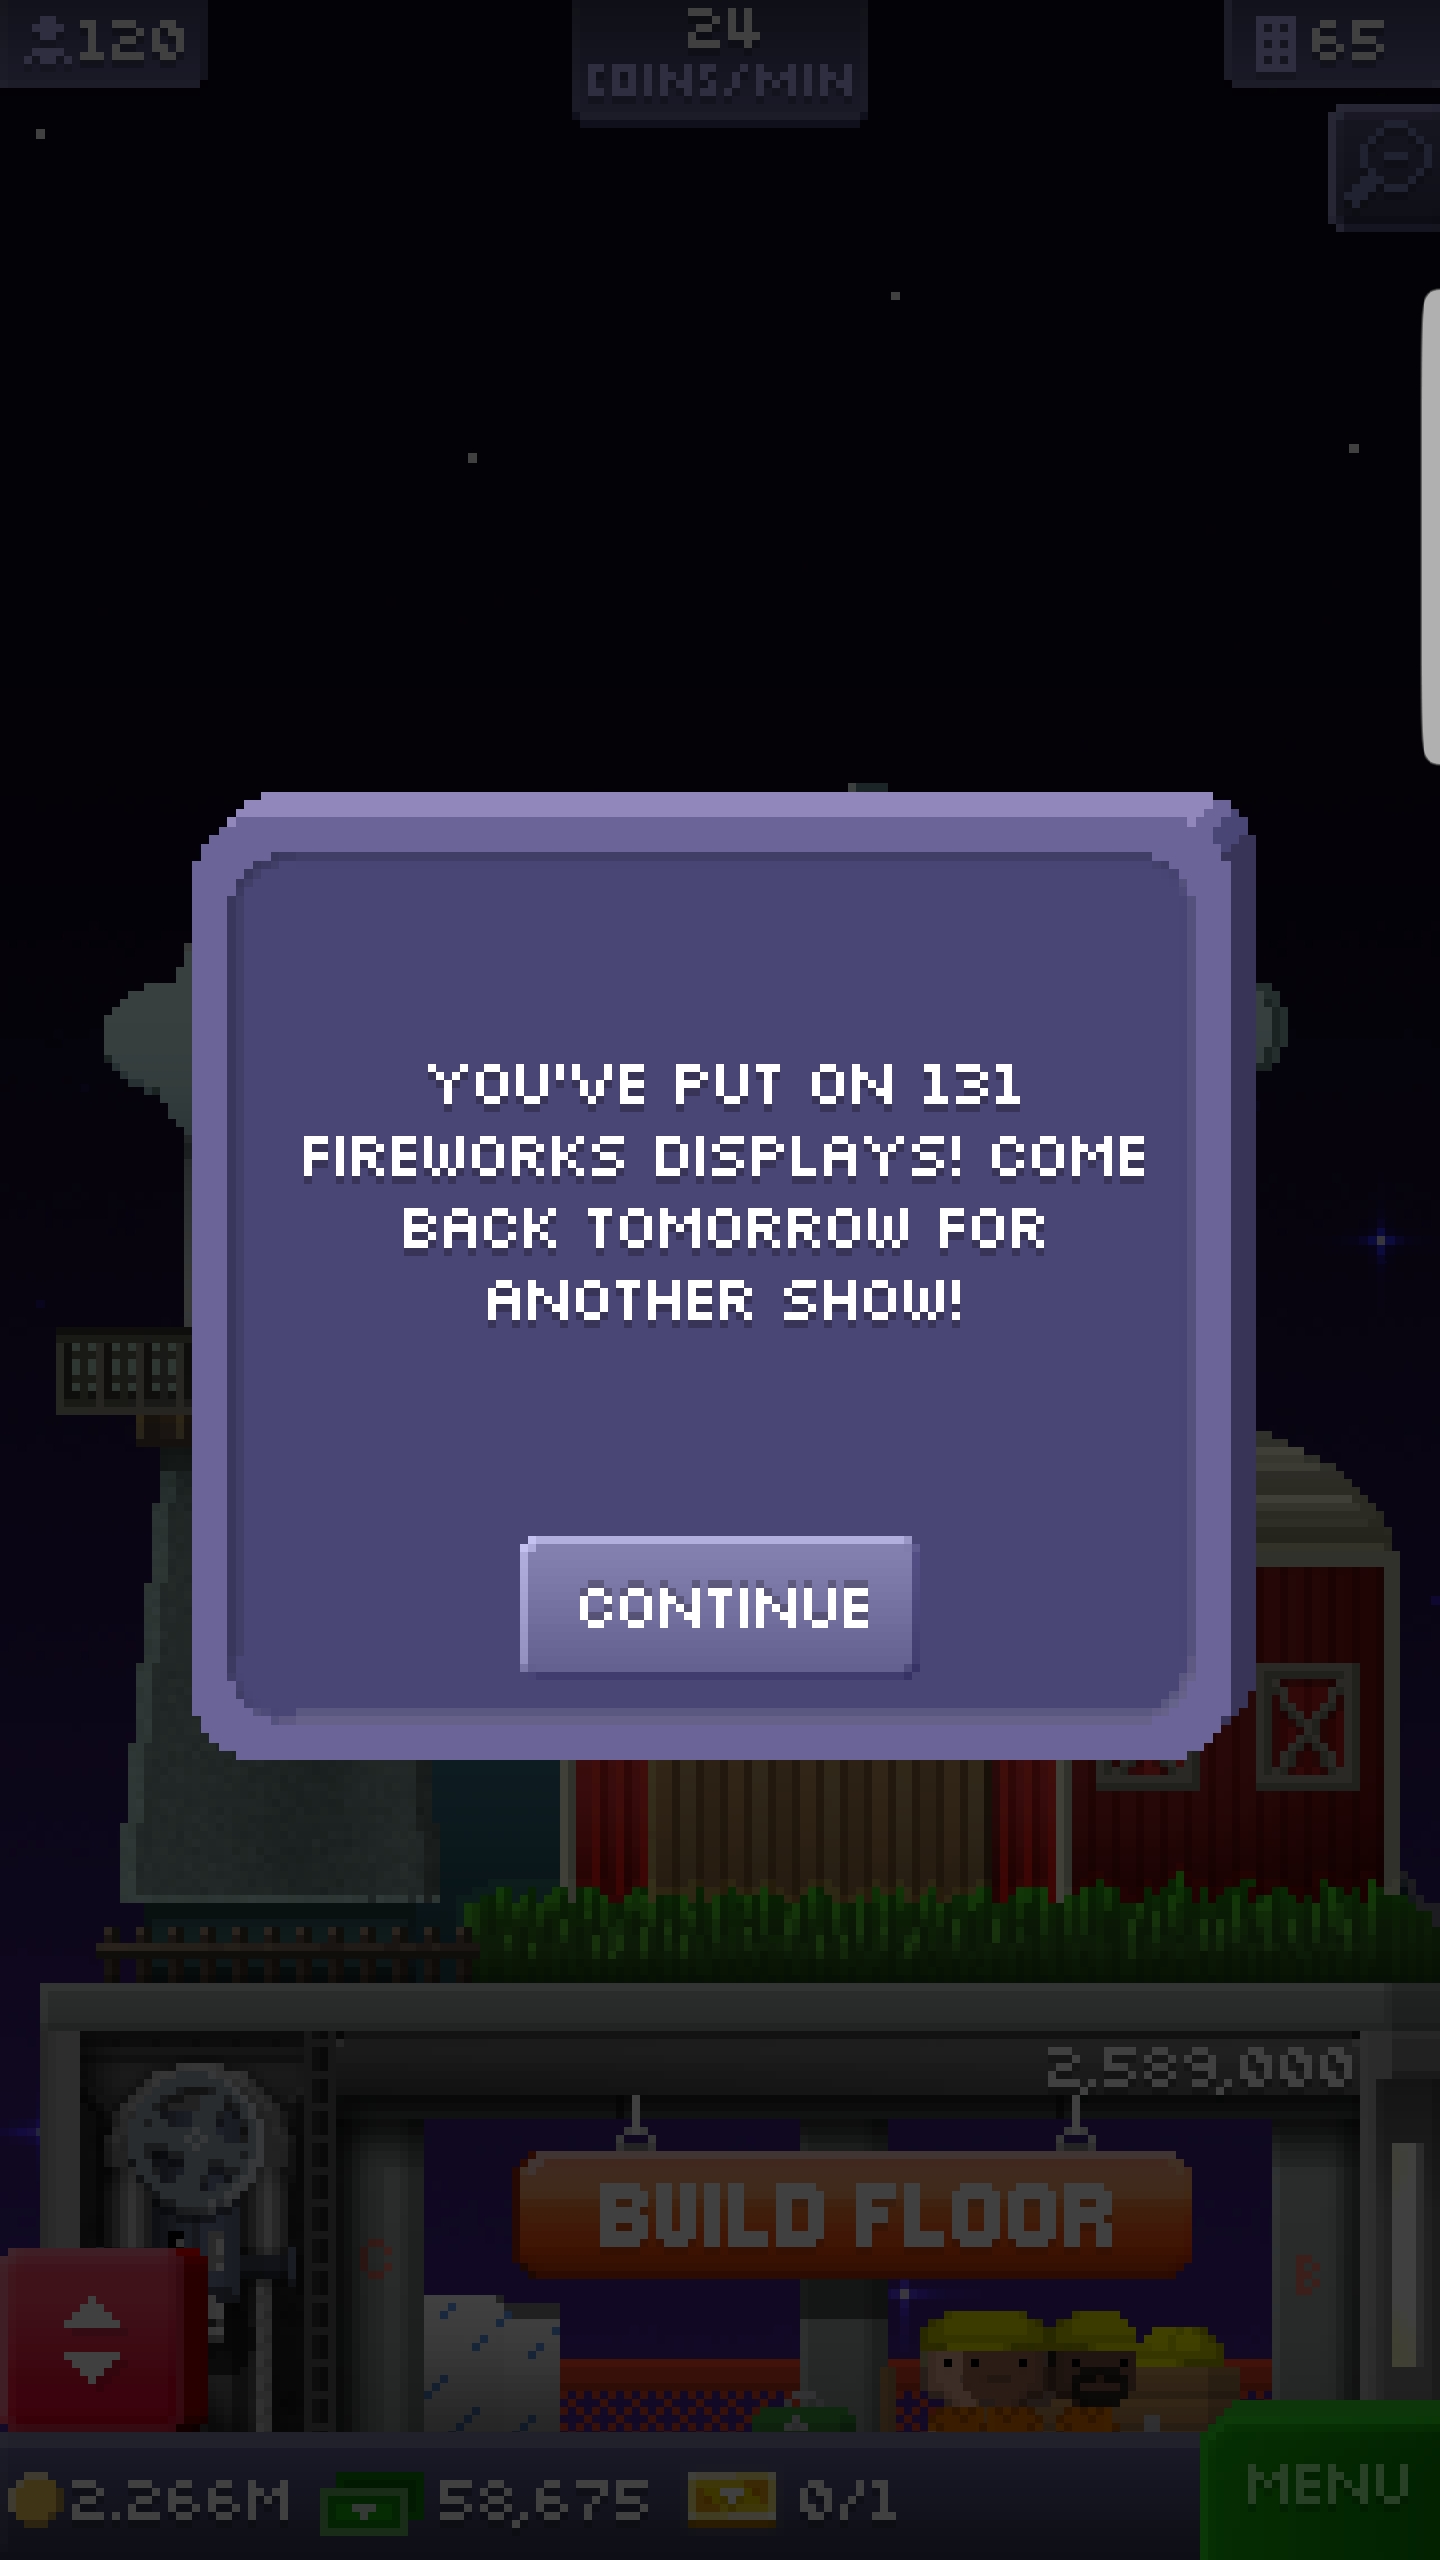 120
24
COINS/MIN
65
YOU'VE PUT ON 131
FIREWORKS DISPLAYS! COME
BACK TOMORROW FOR
ANOTHER SHOW!
CONTINUE
2,589,000
BUILD FLOOR
C
B
2.266M
58,675
0/1
MENU